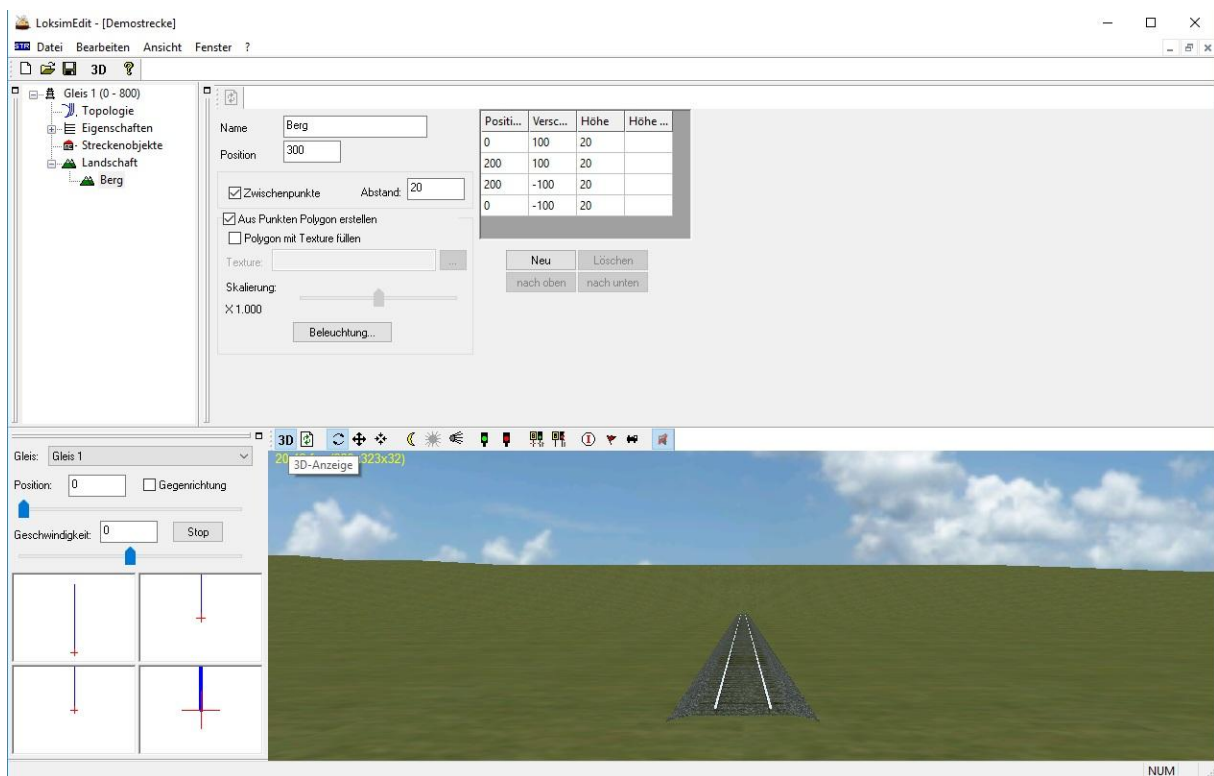 LoksimEdit - [Demostrecke]
STR Datei Bearbeiten Ansicht Fenster ?
3D
Gleis 1 (0 - 800)
Topologie
Eigenschaften
Streckenobjekte
Landschaft
Berg
Name Berg
Position 300
Zwischenpunkte Abstand: 20
Aus Punkten Polygon erstellen
Polygon mit Texture füllen
Texture: ...
Skalierung:
X 1.000
Beleuchtung...
Positi... Versc... Höhe Höhe ...
0 100 20
200 100 20
200 -100 20
0 -100 20
Neu Löschen
nach oben nach unten
3D
Gleis: Gleis 1
Position: 0 Gegenrichtung
Geschwindigkeit: 0 Stop
323x32)
3D-Anzeige
NUM